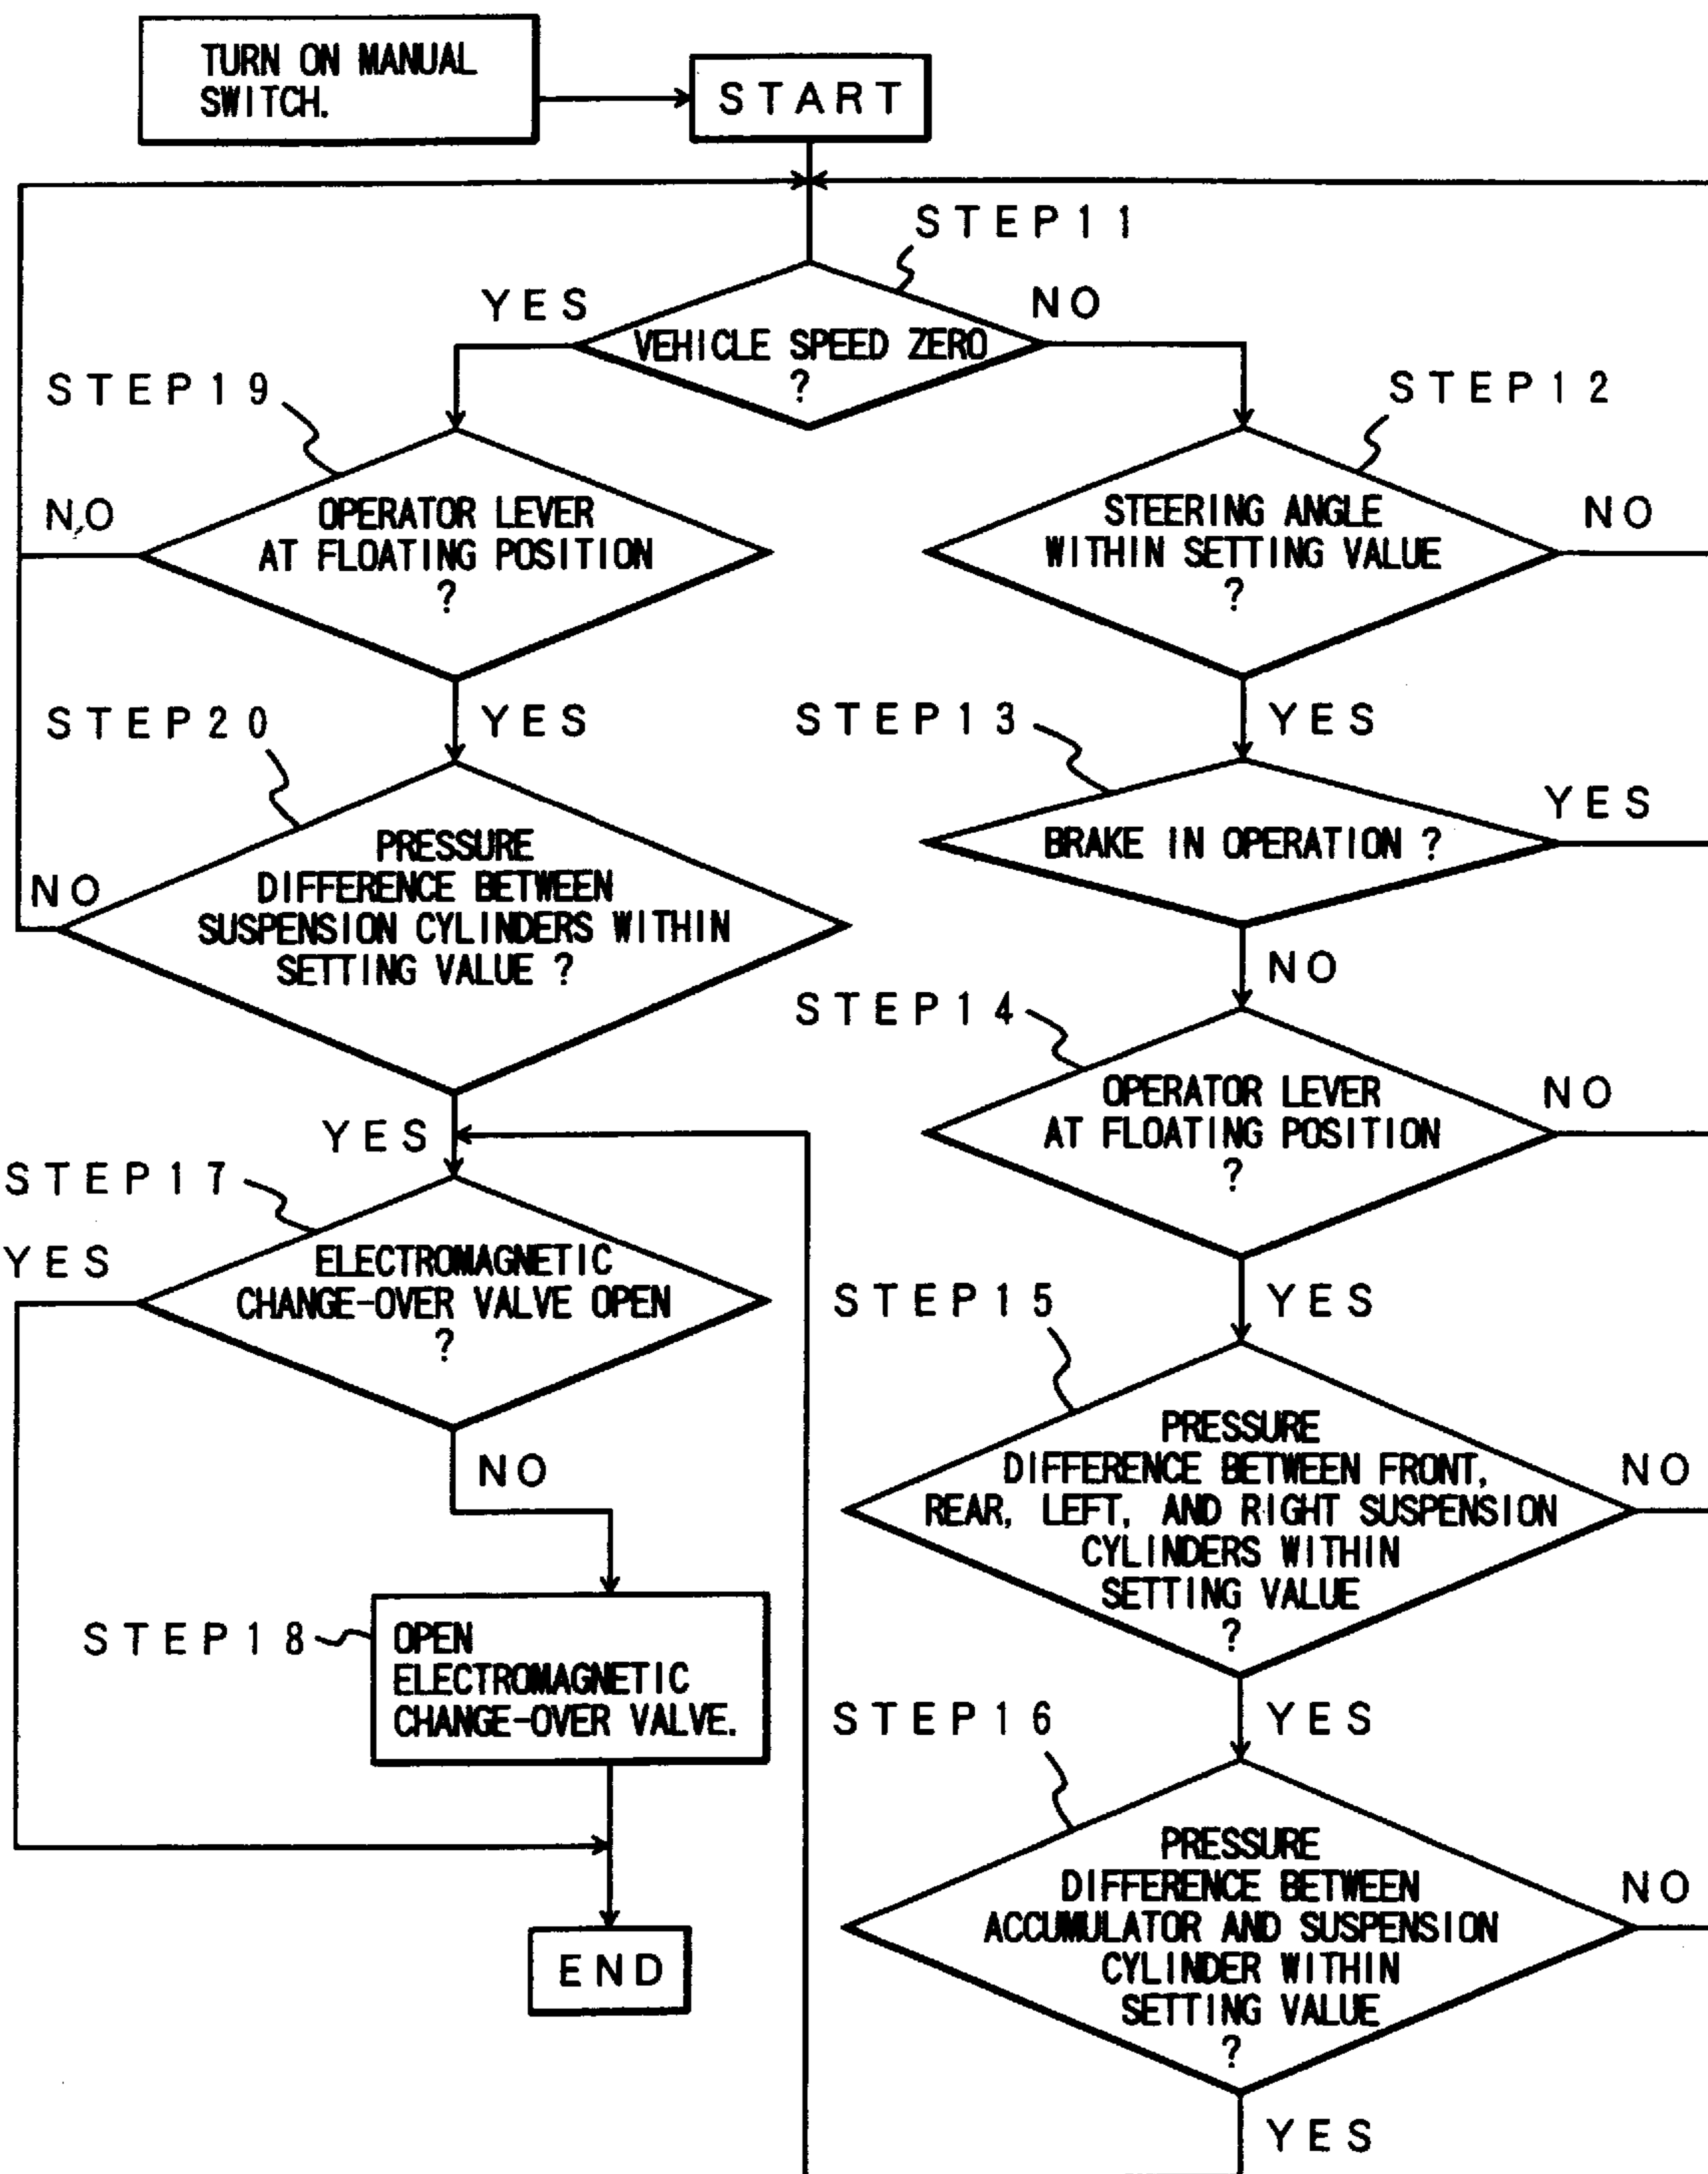 TURN ON MANUAL
SWITCH.
START
STEP11
YES
NO
VEHICLE SPEED ZERO
?
STEP19
STEP12
NO
OPERATOR LEVER
AT FLOATING POSITION
?
STEERING ANGLE
WITHIN SETTING VALUE
?
NO
STEP20
YES
STEP13
YES
NO
PRESSURE
DIFFERENCE BETWEEN
SUSPENSION CYLINDERS WITHIN
SETTING VALUE ?
BRAKE IN OPERATION ?
YES
NO
STEP14
YES
OPERATOR LEVER
AT FLOATING POSITION
?
NO
STEP17
YES
ELECTROMAGNETIC
CHANGE-OVER VALVE OPEN
?
STEP15
YES
NO
PRESSURE
DIFFERENCE BETWEEN FRONT,
REAR, LEFT, AND RIGHT SUSPENSION
CYLINDERS WITHIN
SETTING VALUE
?
NO
STEP18
OPEN
ELECTROMAGNETIC
CHANGE-OVER VALVE.
STEP16
YES
PRESSURE
DIFFERENCE BETWEEN
ACCUMULATOR AND SUSPENSION
CYLINDER WITHIN
SETTING VALUE
?
NO
END
YES